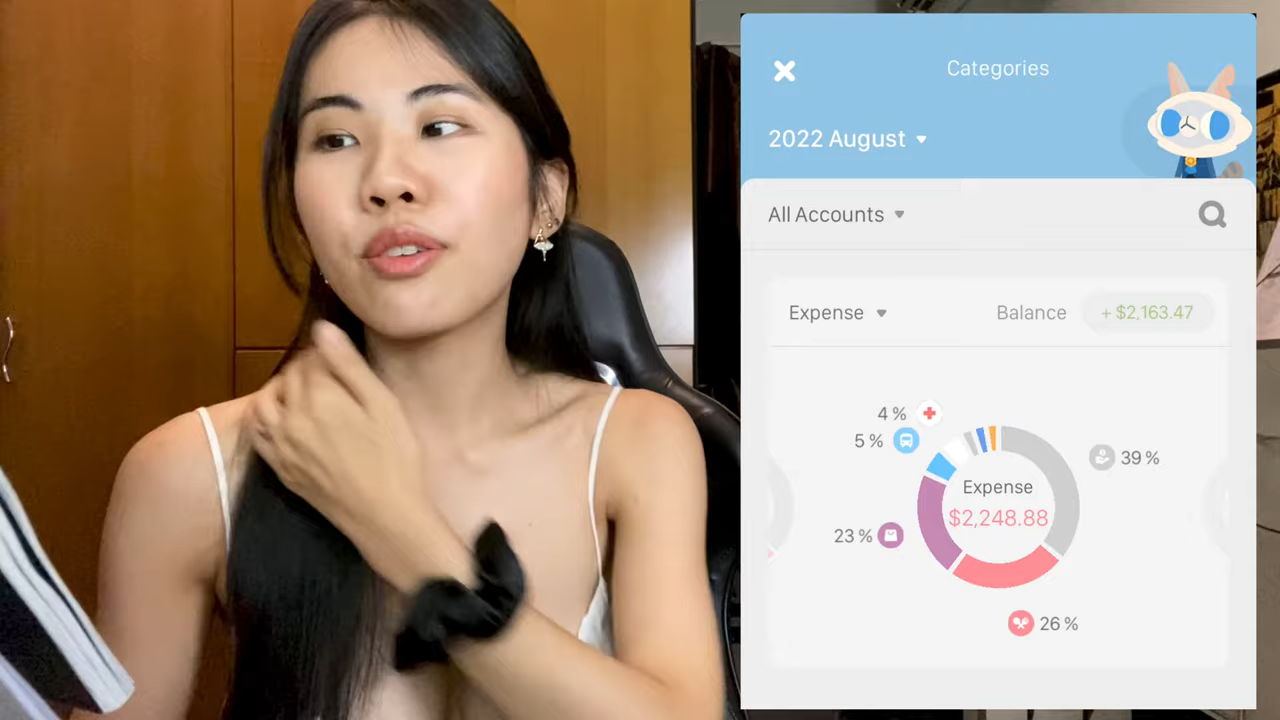 Categories
2022 August
All Accounts
Expense
Balance
+ $2,163.47
4 %
5 %
39 %
Expense
$2,248.88
23 %
26 %